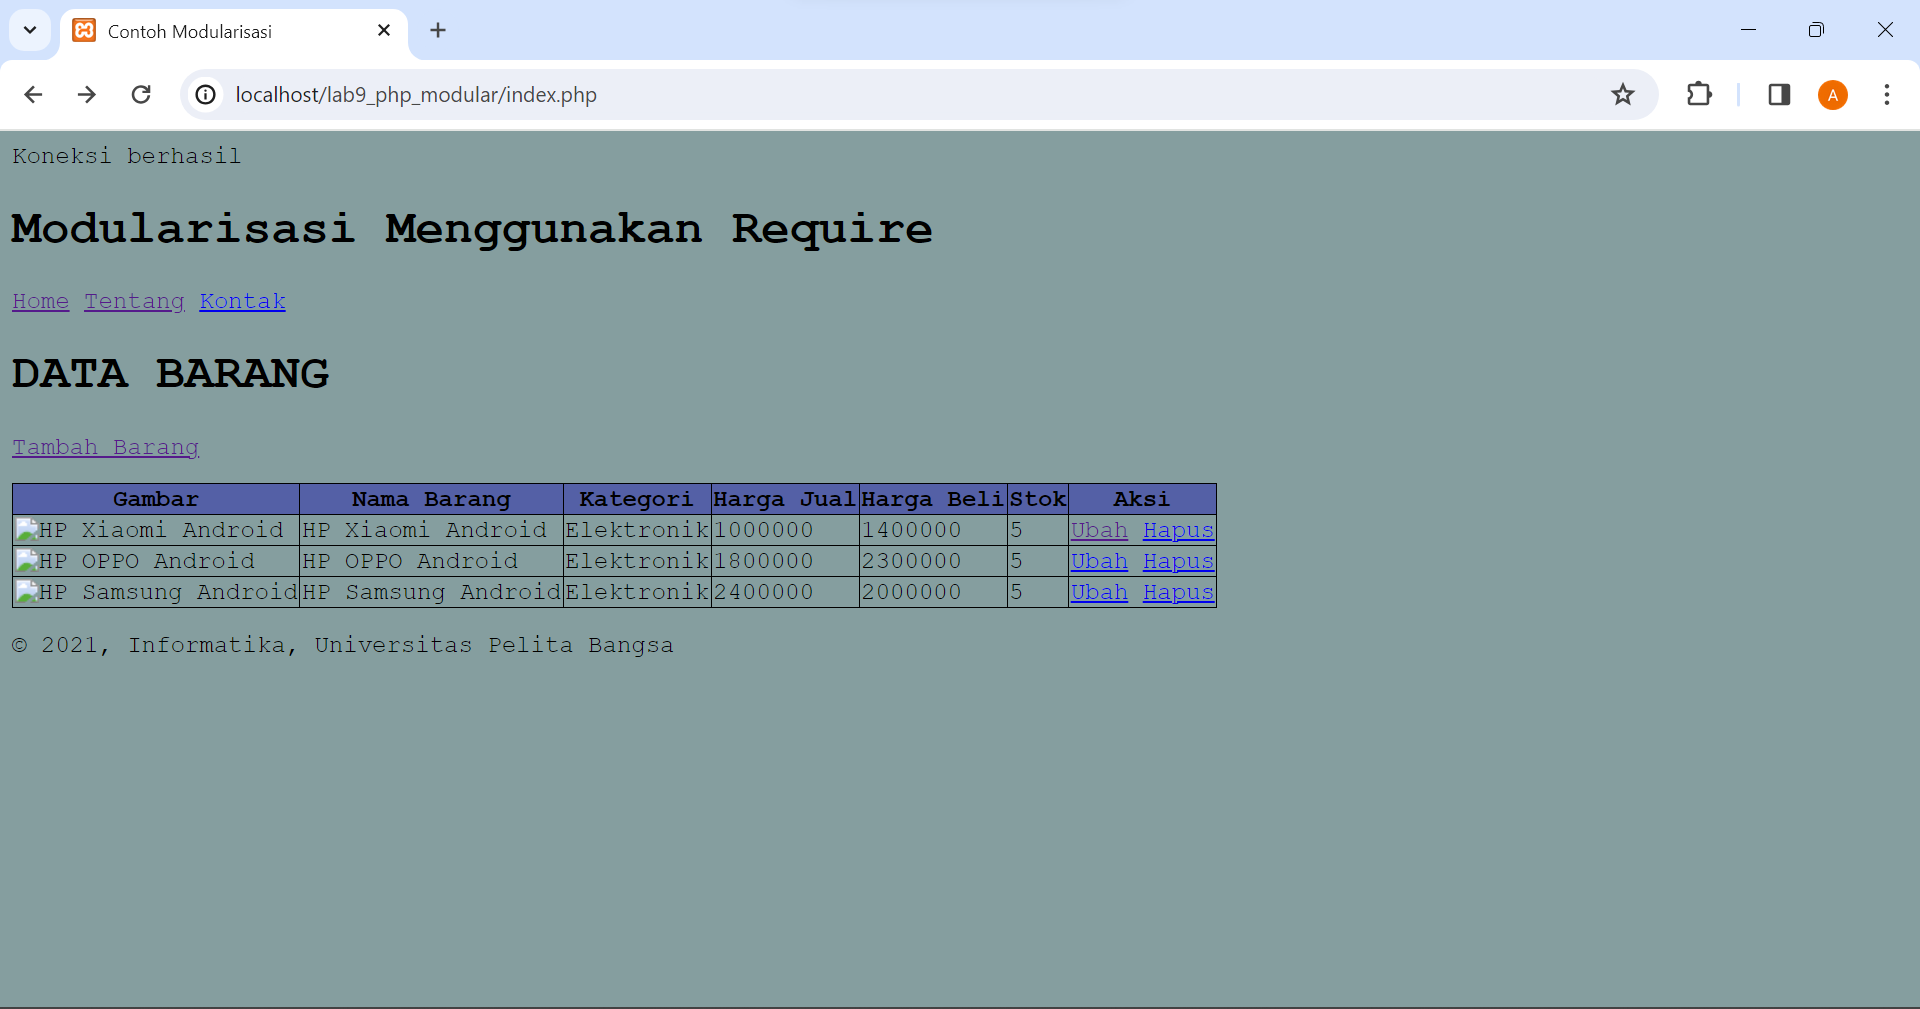 Contoh Modularisasi
localhost/lab9_php_modular/index.php
A
Koneksi berhasil
Modularisasi Menggunakan Require
Home Tentang Kontak
DATA BARANG
Tambah Barang
Gambar Nama Barang Kategori Harga Jual Harga Beli Stok Aksi
HP Xiaomi Android HP Xiaomi Android Elektronik 1000000 1400000 5 Ubah Hapus
HP OPPO Android HP OPPO Android Elektronik 1800000 2300000 5 Ubah Hapus
HP Samsung Android HP Samsung Android Elektronik 2400000 2000000 5 Ubah Hapus
© 2021, Informatika, Universitas Pelita Bangsa